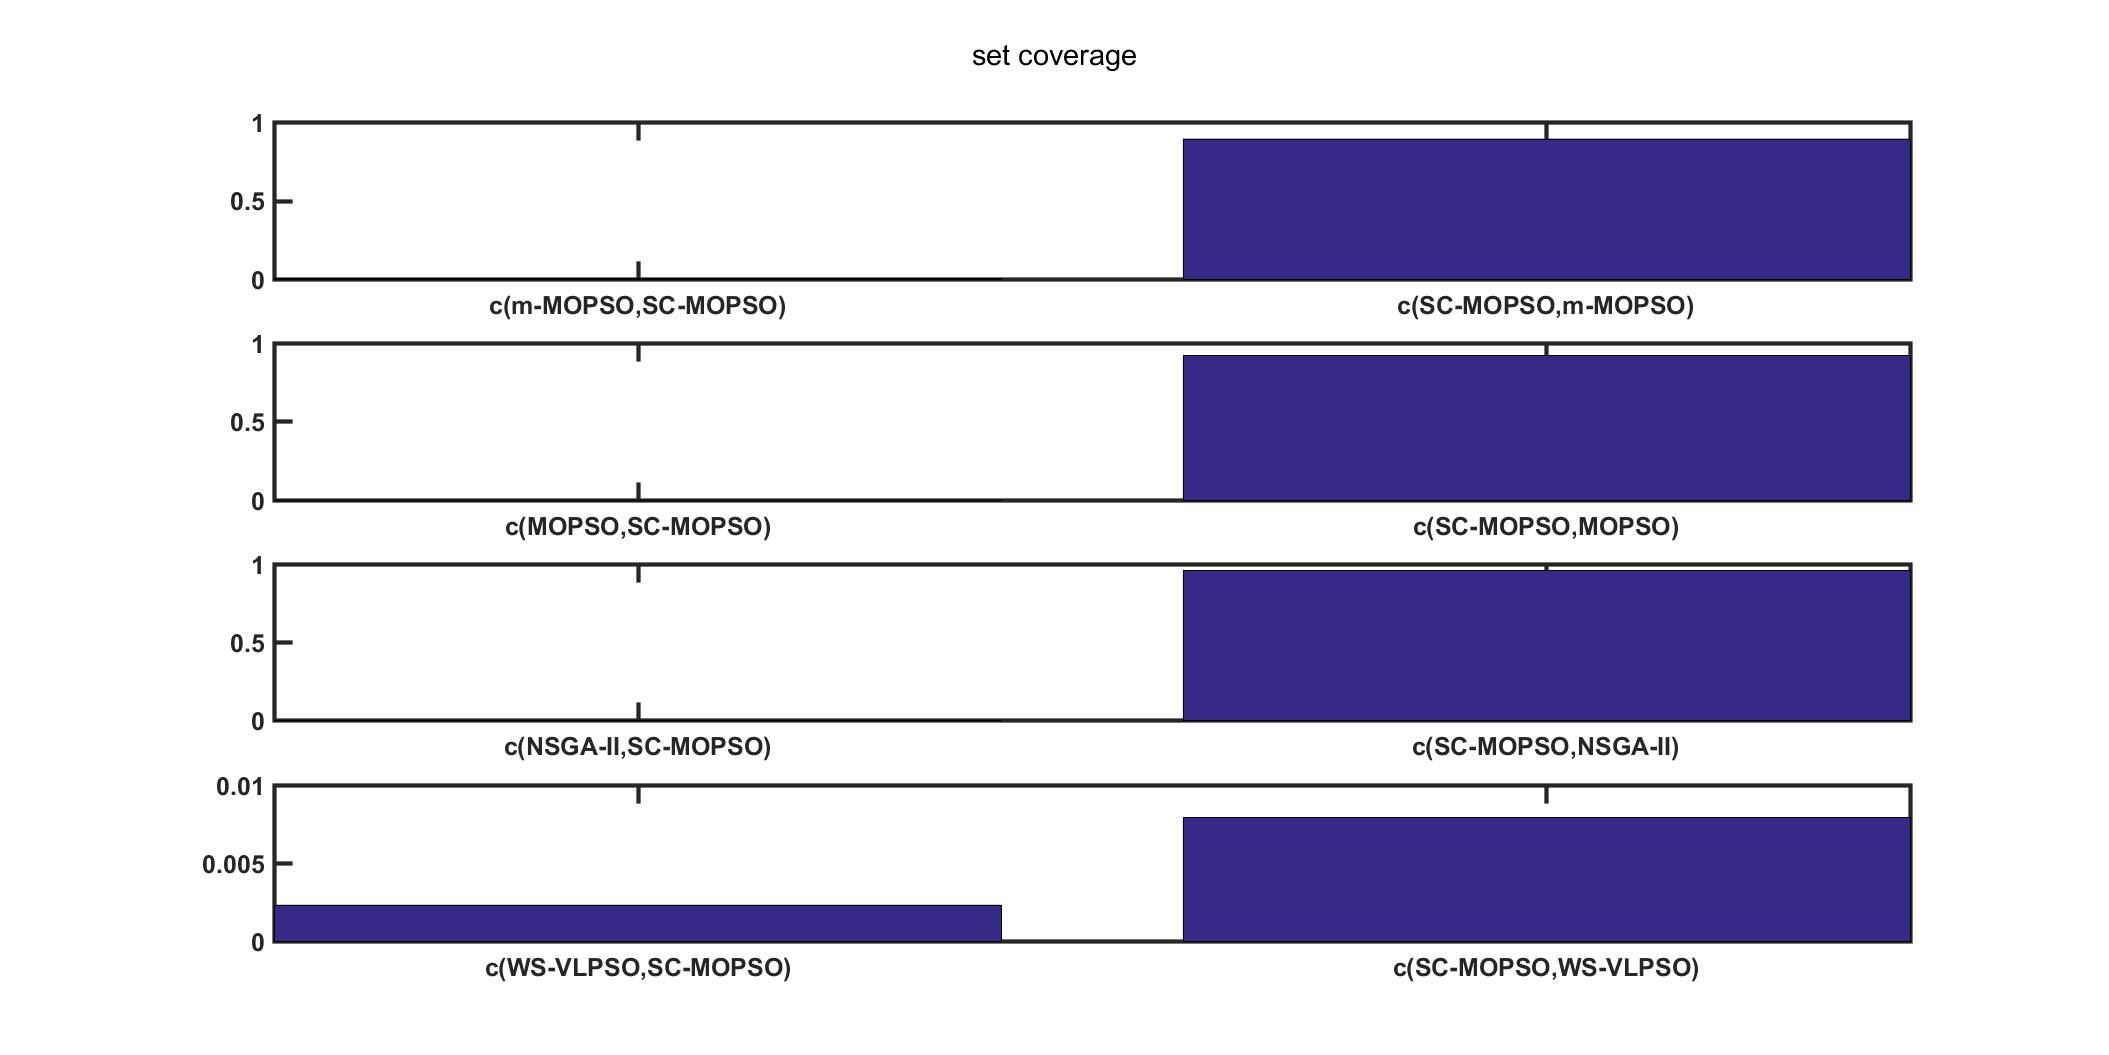 set coverage
1
0.5
0
c(m-MOPSO,SC-MOPSO) c(SC-MOPSO,m-MOPSO)
1
0.5
0
c(MOPSO,SC-MOPSO) c(SC-MOPSO,MOPSO)
1
0.5
0
c(NSGA-II,SC-MOPSO) c(SC-MOPSO,NSGA-II)
0.01
0.005
0
c(WS-VLPSO,SC-MOPSO) c(SC-MOPSO,WS-VLPSO)